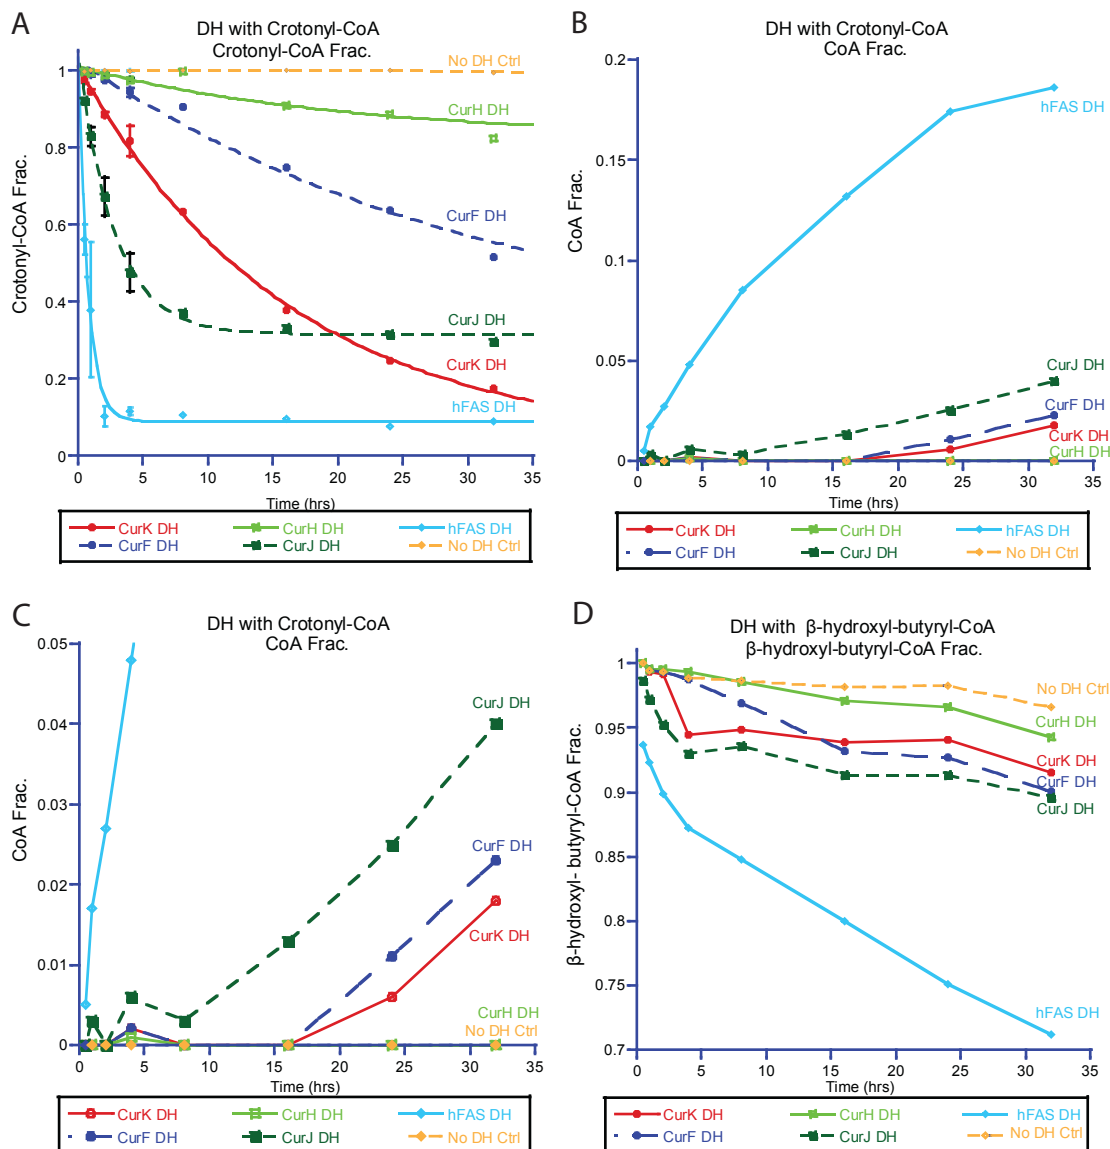 A
DH with Crotonyl-CoA
Crotonyl-CoA Frac.
Crotonyl-CoA Frac.
1
0.8
0.6
0.4
0.2
0
0 5 10 15 20 25 30 35
Time (hrs)
No DH Ctrl
CurH DH
CurF DH
CurJ DH
CurK DH
hFAS DH
CurK DH CurH DH hFAS DH
CurF DH CurJ DH No DH Ctrl
B
DH with Crotonyl-CoA
CoA Frac.
CoA Frac.
0.2
0.15
0.1
0.05
0
0 5 10 15 20 25 30 35
Time (hrs)
hFAS DH
CurJ DH
CurF DH
CurK DH
CurH DH
CurK DH CurH DH hFAS DH
CurF DH CurJ DH No DH Ctrl
C
DH with Crotonyl-CoA
CoA Frac.
CoA Frac.
0.05
0.04
0.03
0.02
0.01
0
0 5 10 15 20 25 30 35
Time (hrs)
CurJ DH
CurF DH
CurK DH
CurH DH
No DH Ctrl
CurK DH CurH DH hFAS DH
CurF DH CurJ DH No DH Ctrl
D
DH with β-hydroxyl-butyryl-CoA
β-hydroxyl-butyryl-CoA Frac.
β-hydroxyl- butyryl-CoA Frac.
1
0.95
0.9
0.85
0.8
0.75
0.7
0 5 10 15 20 25 30 35
Time (hrs)
No DH Ctrl
CurH DH
CurK DH
CurF DH
CurJ DH
hFAS DH
CurK DH CurH DH hFAS DH
CurF DH CurJ DH No DH Ctrl